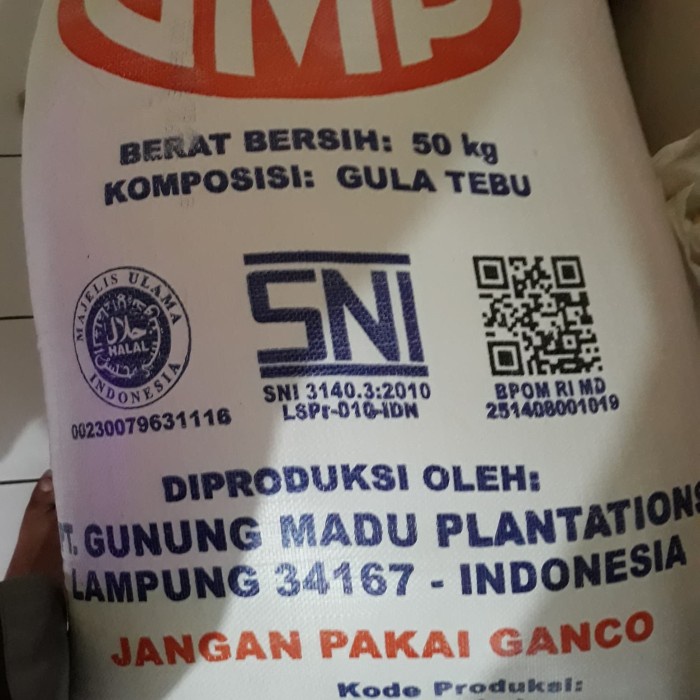 GMP
BERAT BERSIH: 50 kg
KOMPOSISI: GULA TEBU
MAJELIS ULAMA
حلال
HALAL
INDONESIA
00230079631116
SNI
SNI 3140.3:2010
LSPr-010-IDN
BPOM RI MD
251408001019
DIPRODUKSI OLEH:
PT. GUNUNG MADU PLANTATIONS
LAMPUNG 34167 - INDONESIA
JANGAN PAKAI GANCO
Kode Produksi: